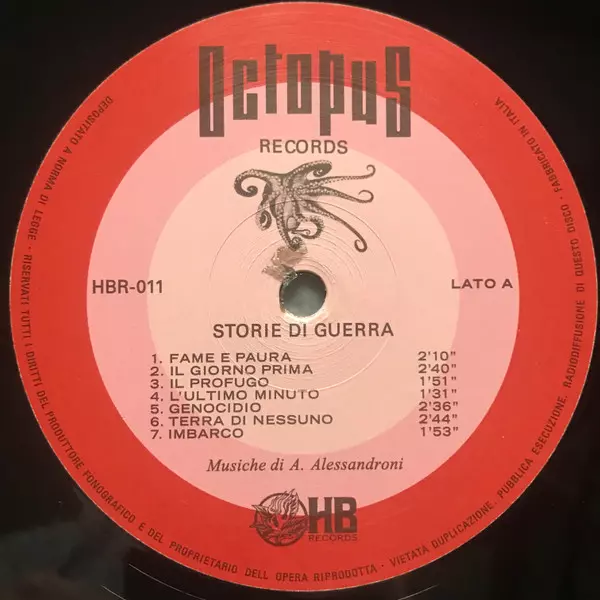 Octopus
RECORDS
HBR-011
LATO A
STORIE DI GUERRA
1. FAME E PAURA 2'10"
2. IL GIORNO PRIMA 2'40"
3. IL PROFUGO 1'51"
4. L'ULTIMO MINUTO 1'31"
5. GENOCIDIO 2'36"
6. TERRA DI NESSUNO 2'44"
7. IMBARCO 1'53"
Musiche di A. Alessandroni
HB
RECORDS
DEPOSITATO A NORMA DI LEGGE - RISERVATI TUTTI I DIRITTI DEL PRODUTTORE FONOGRAFICO E DEL PROPRIETARIO DELL OPERA RIPRODOTTA - VIETATA DUPLICAZIONE. PUBBLICA ESECUZIONE. RADIODIFFUSIONE DI QUESTO DISCO - FABBRICATO IN ITALIA